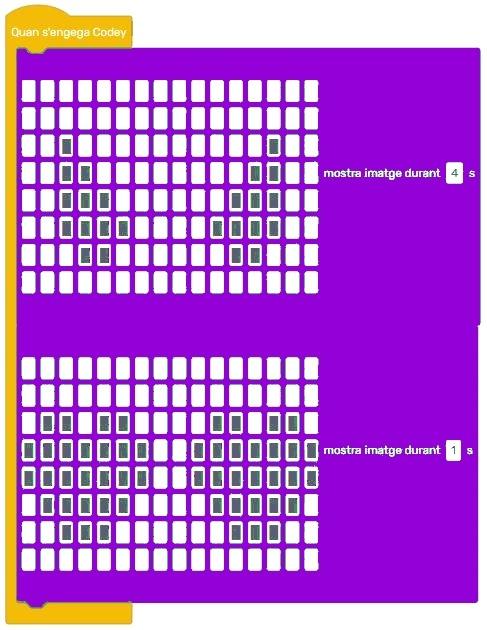 Quan s'engega Codey
mostra imatge durant 4 s
mostra imatge durant 1 s